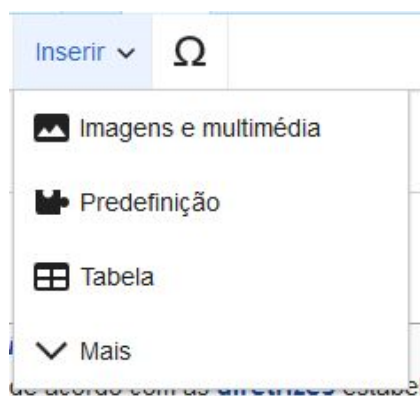 Inserir Ω
Imagens e multimédia
Predefinição
Tabela
Mais
de acordo com as diretrizes estabe